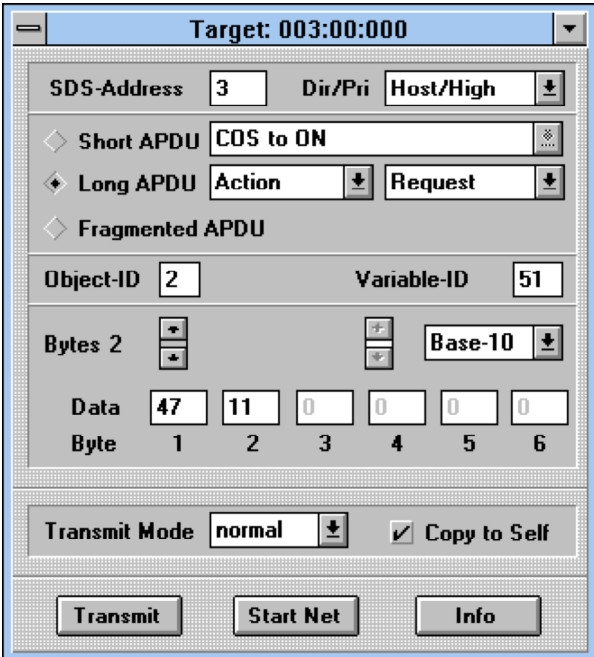 Target: 003:00:000
SDS-Address 3 Dir/Pri Host/High
Short APDU COS to ON
Long APDU Action Request
Fragmented APDU
Object-ID 2 Variable-ID 51
Bytes 2 Base-10
Data 47 11 0 0 0 0
Byte 1 2 3 4 5 6
Transmit Mode normal Copy to Self
Transmit Start Net Info